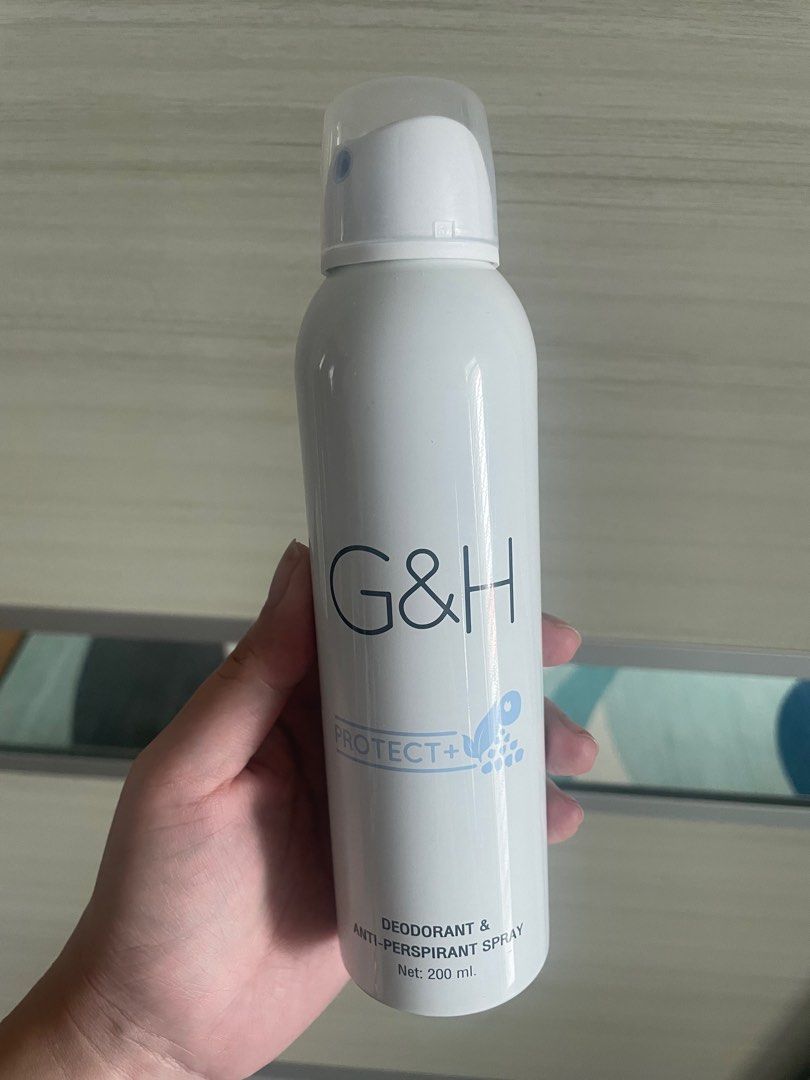 G&H
PROTECT+
DEODORANT &
ANTI-PERSPIRANT SPRAY
Net: 200 ml.